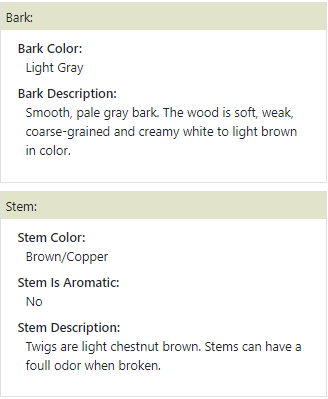 Bark:
Bark Color:
Light Gray
Bark Description:
Smooth, pale gray bark. The wood is soft, weak,
coarse-grained and creamy white to light brown
in color.
Stem:
Stem Color:
Brown/Copper
Stem Is Aromatic:
No
Stem Description:
Twigs are light chestnut brown. Stems can have a
foull odor when broken.